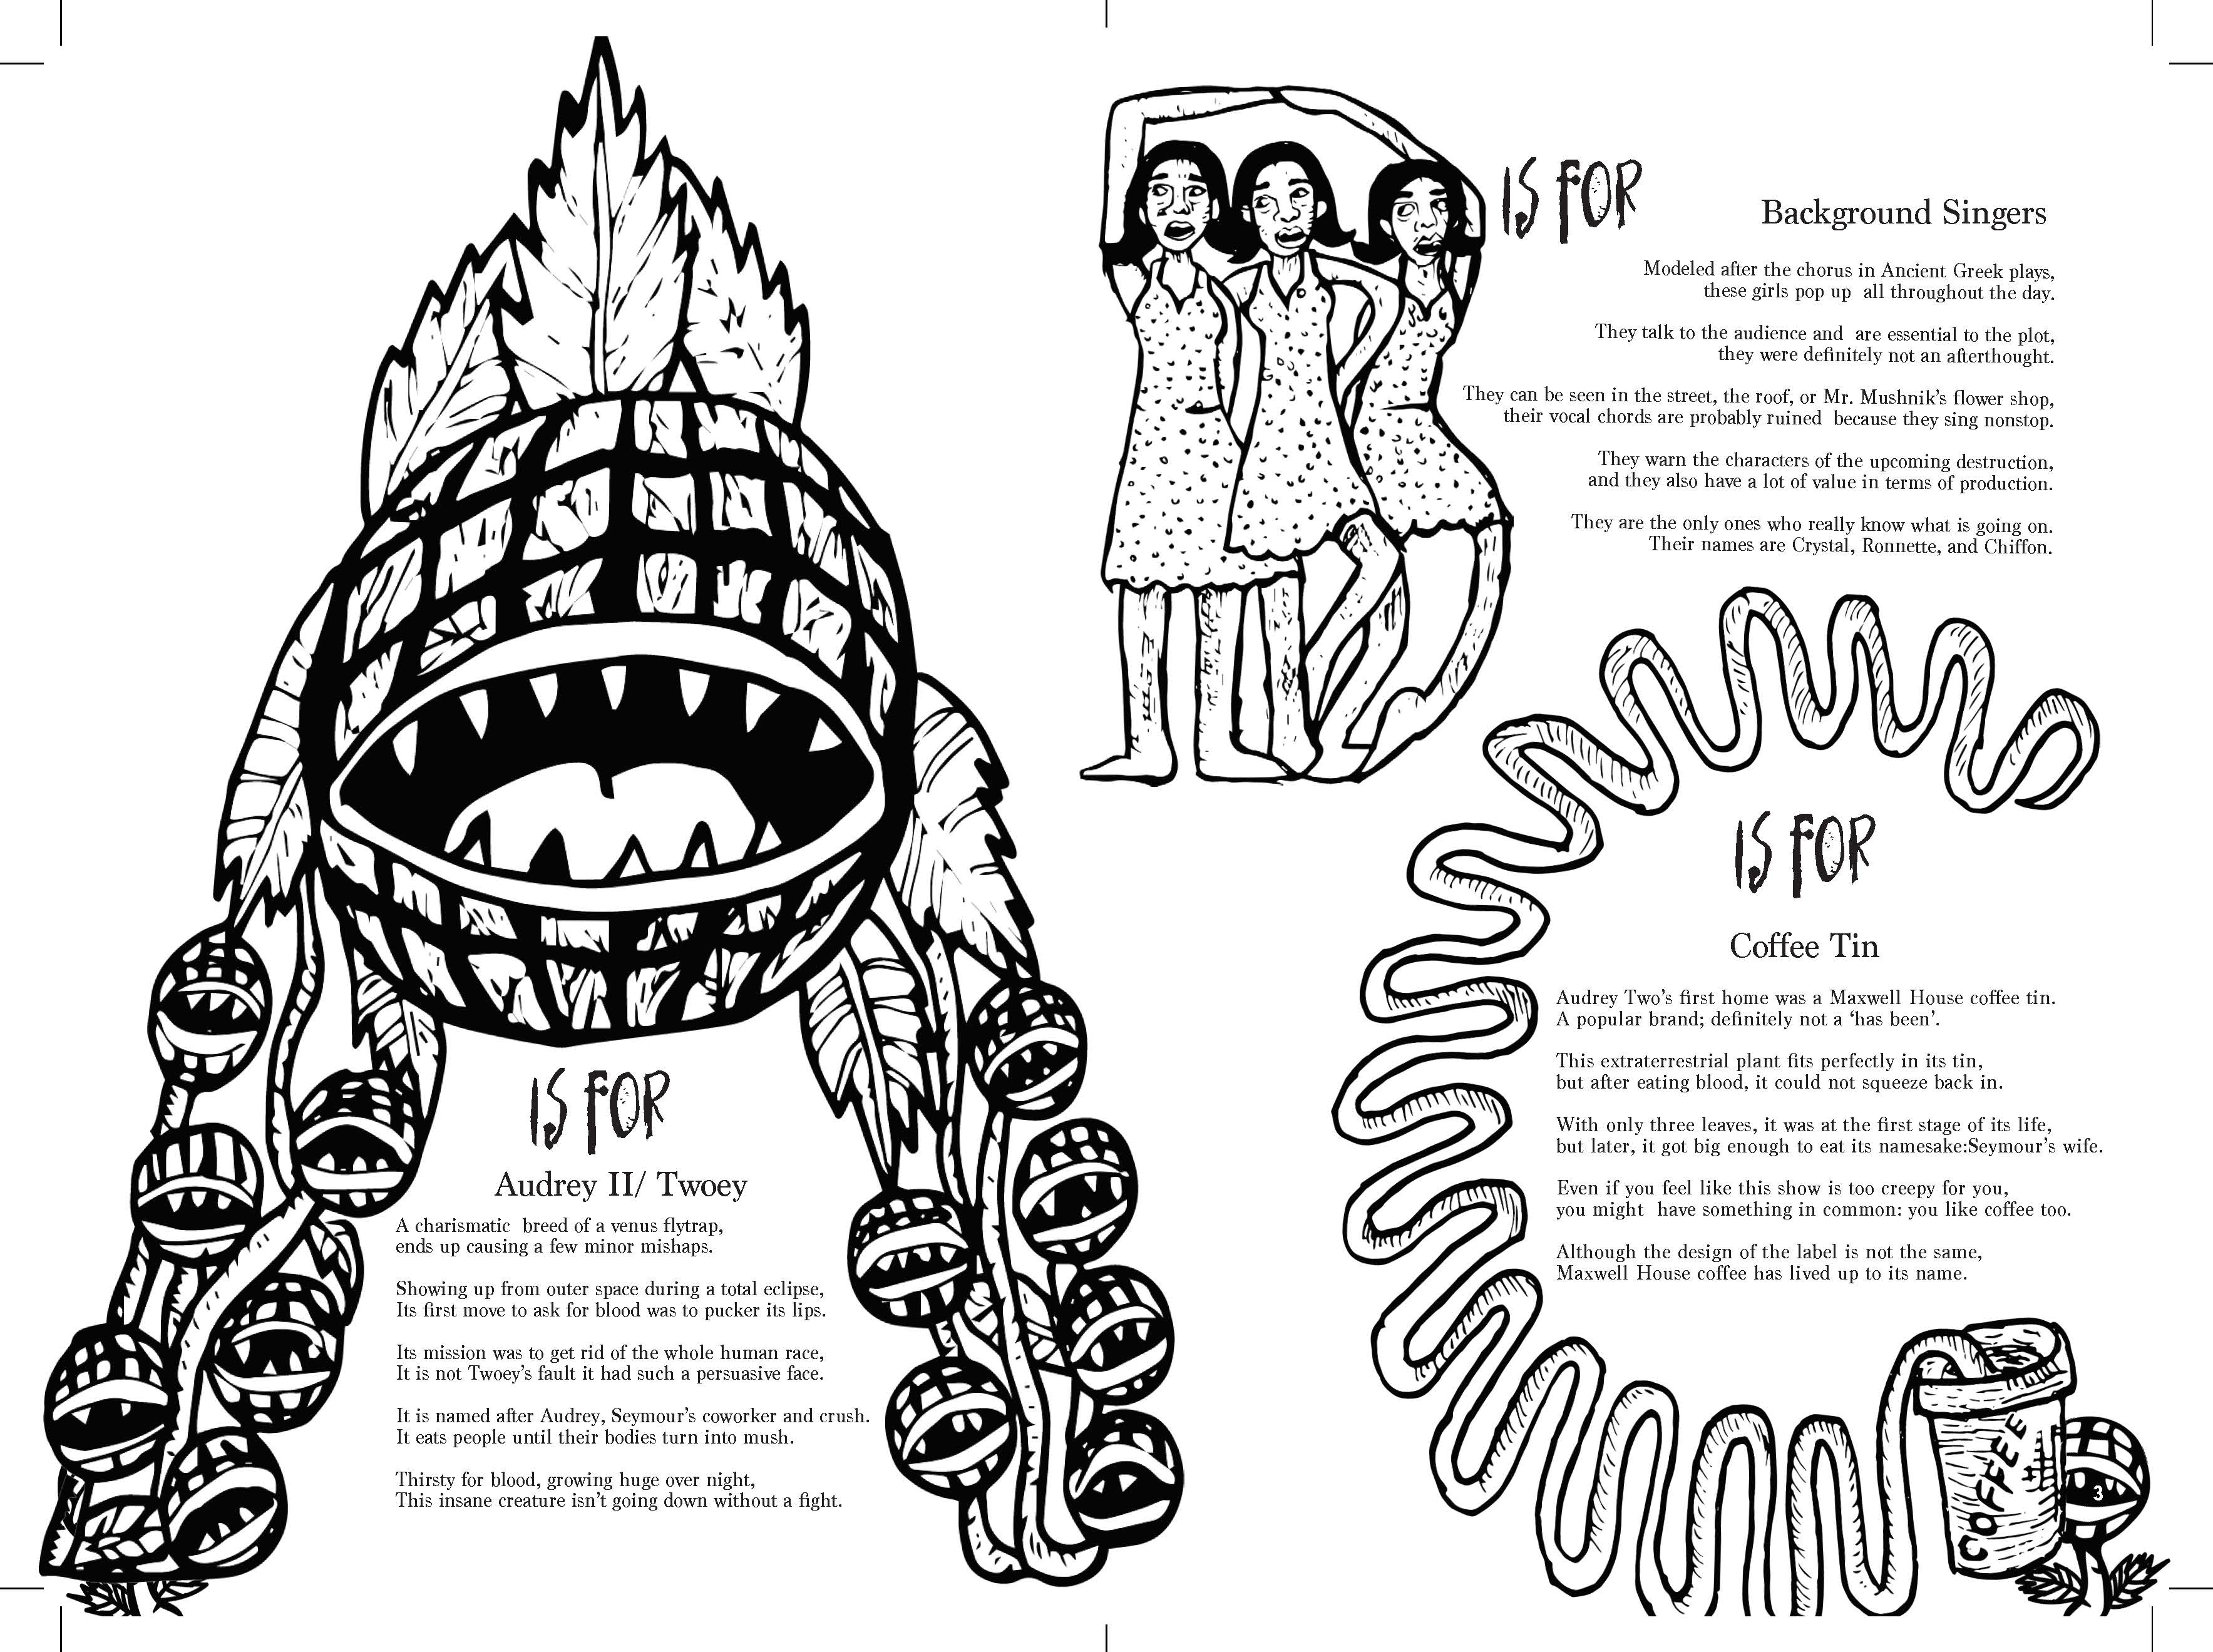 IS FOR
Audrey II/ Twoey
A charismatic  breed of a venus flytrap,
ends up causing a few minor mishaps.
Showing up from outer space during a total eclipse,
Its first move to ask for blood was to pucker its lips.
Its mission was to get rid of the whole human race,
It is not Twoey's fault it had such a persuasive face.
It is named after Audrey, Seymour's coworker and crush.
It eats people until their bodies turn into mush.
Thirsty for blood, growing huge over night,
This insane creature isn't going down without a fight.
IS FOR
Background Singers
Modeled after the chorus in Ancient Greek plays,
these girls pop up  all throughout the day.
They talk to the audience and  are essential to the plot,
they were definitely not an afterthought.
They can be seen in the street, the roof, or Mr. Mushnik's flower shop,
their vocal chords are probably ruined  because they sing nonstop.
They warn the characters of the upcoming destruction,
and they also have a lot of value in terms of production.
They are the only ones who really know what is going on.
Their names are Crystal, Ronnette, and Chiffon.
IS FOR
Coffee Tin
Audrey Two's first home was a Maxwell House coffee tin.
A popular brand; definitely not a ‘has been’.
This extraterrestrial plant fits perfectly in its tin,
but after eating blood, it could not squeeze back in.
With only three leaves, it was at the first stage of its life,
but later, it got big enough to eat its namesake:Seymour's wife.
Even if you feel like this show is too creepy for you,
you might  have something in common: you like coffee too.
Although the design of the label is not the same,
Maxwell House coffee has lived up to its name.
COFFEE
3